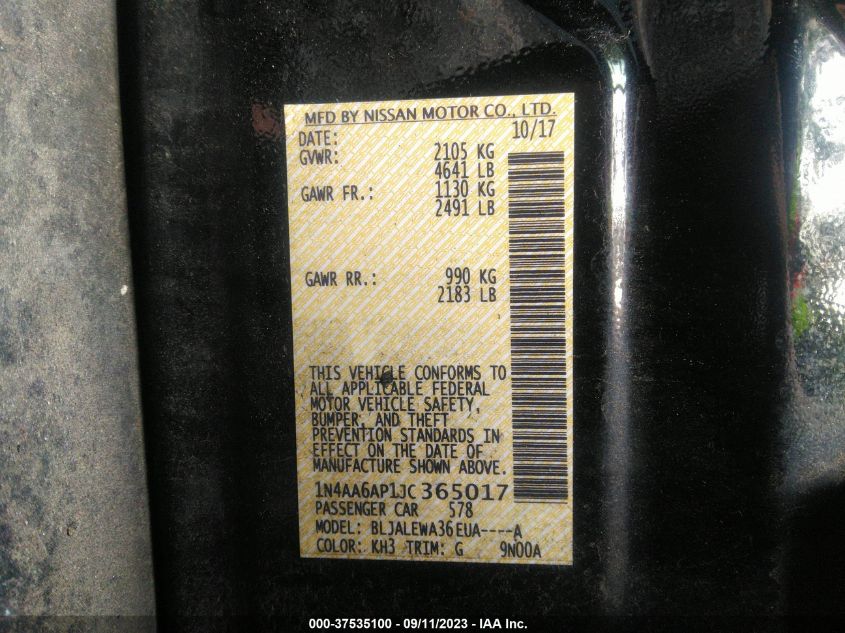 MFD BY NISSAN MOTOR CO., LTD.
DATE: 10/17
GVWR: 2105 KG
4641 LB
GAWR FR.: 1130 KG
2491 LB
GAWR RR.: 990 KG
2183 LB
THIS VEHICLE CONFORMS TO
ALL APPLICABLE FEDERAL
MOTOR VEHICLE SAFETY,
BUMPER, AND THEFT
PREVENTION STANDARDS IN
EFFECT ON THE DATE OF
MANUFACTURE SHOWN ABOVE.
1N4AA6AP1JC365017
PASSENGER CAR 578
MODEL: BLJALEWA36EUA----A
COLOR: KH3 TRIM: G 9N00A
000-37535100 - 09/11/2023 - IAA Inc.